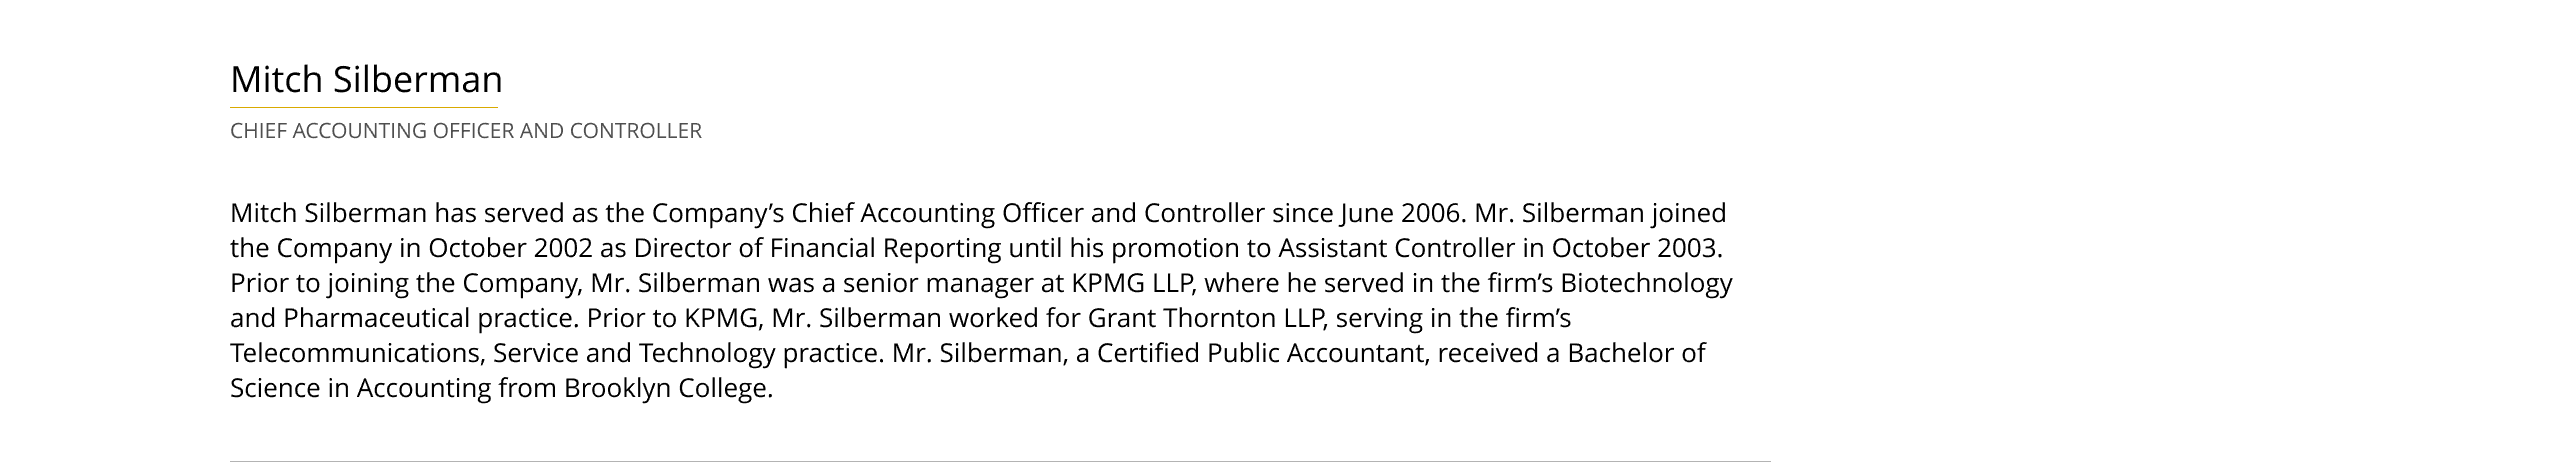 Mitch Silberman
CHIEF ACCOUNTING OFFICER AND CONTROLLER
Mitch Silberman has served as the Company’s Chief Accounting Officer and Controller since June 2006. Mr. Silberman joined
the Company in October 2002 as Director of Financial Reporting until his promotion to Assistant Controller in October 2003.
Prior to joining the Company, Mr. Silberman was a senior manager at KPMG LLP, where he served in the firm’s Biotechnology
and Pharmaceutical practice. Prior to KPMG, Mr. Silberman worked for Grant Thornton LLP, serving in the firm’s
Telecommunications, Service and Technology practice. Mr. Silberman, a Certified Public Accountant, received a Bachelor of
Science in Accounting from Brooklyn College.